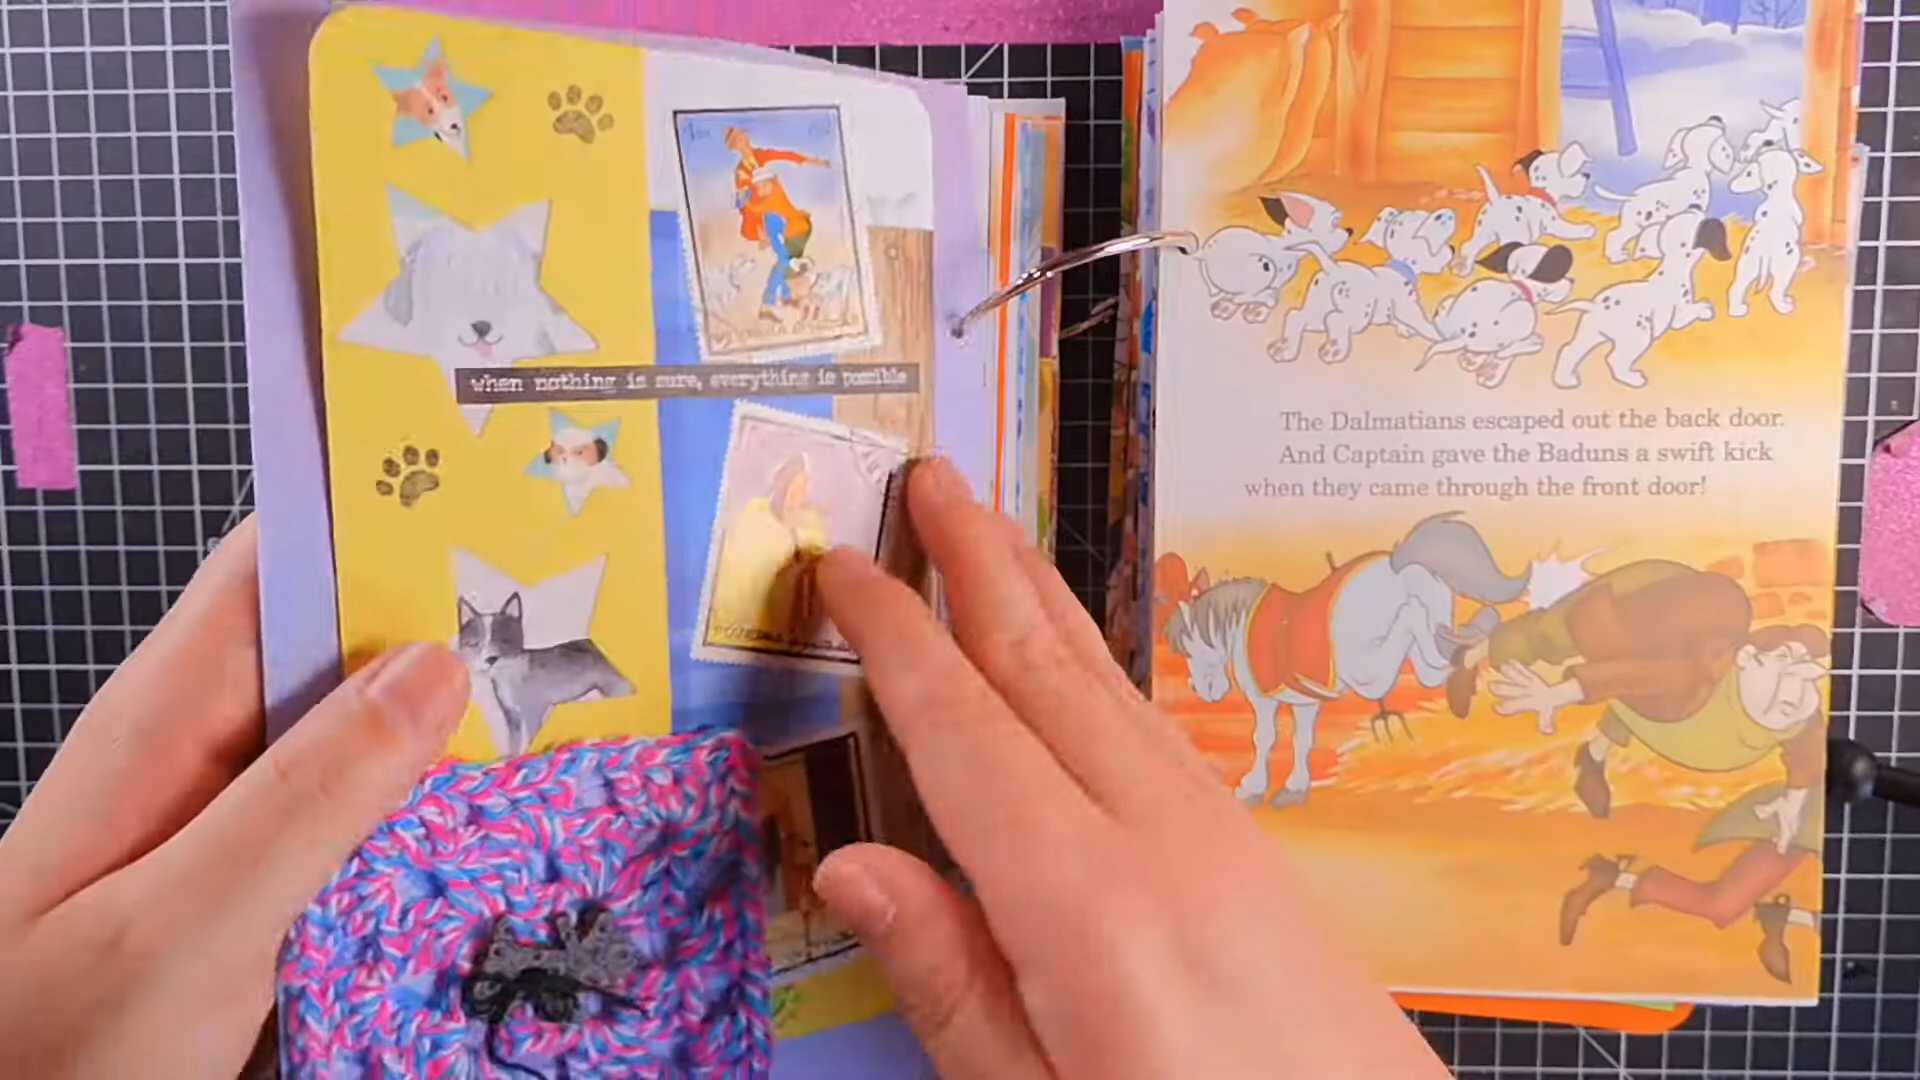 when nothing is sure, everything is possible
The Dalmatians escaped out the back door.
And Captain gave the Baduns a swift kick
when they came through the front door!